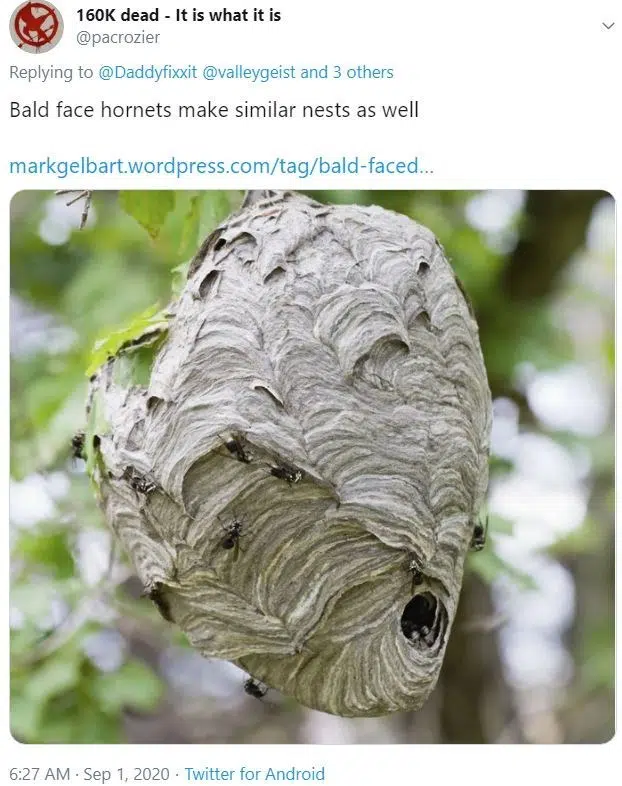 160K dead - It is what it is
@pacrozier
Replying to @Daddyfixxit @valleygeist and 3 others
Bald face hornets make similar nests as well
markgelbart.wordpress.com/tag/bald-faced…
6:27 AM · Sep 1, 2020 · Twitter for Android